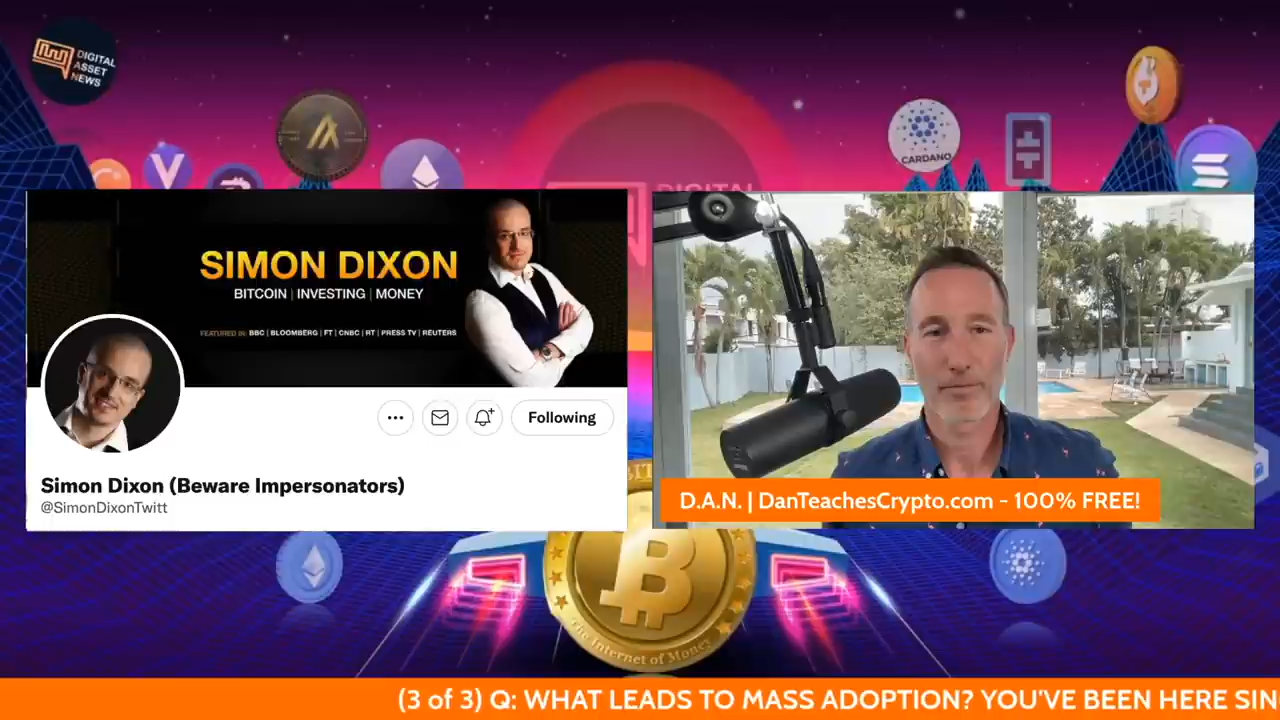 DIGITAL
ASSET
NEWS
CARDANO
DIGITAL
SIMON DIXON
BITCOIN | INVESTING | MONEY
FEATURED IN: BBC | BLOOMBERG | FT | CNBC | RT | PRESS TV | REUTERS
Following
Simon Dixon (Beware Impersonators)
@SimonDixonTwitt
D.A.N. | DanTeachesCrypto.com - 100% FREE!
The Internet of Money
(3 of 3) Q: WHAT LEADS TO MASS ADOPTION? YOU'VE BEEN HERE SIN